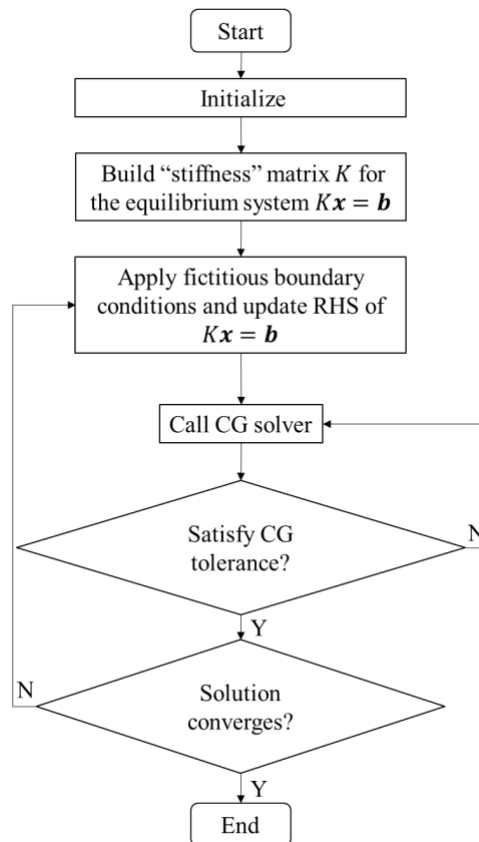 Start
Initialize
Build “stiffness” matrix K for
the equilibrium system Kx = b
Apply fictitious boundary
conditions and update RHS of
Kx = b
Call CG solver
Satisfy CG
tolerance?
N
Y
Solution
converges?
N
Y
End